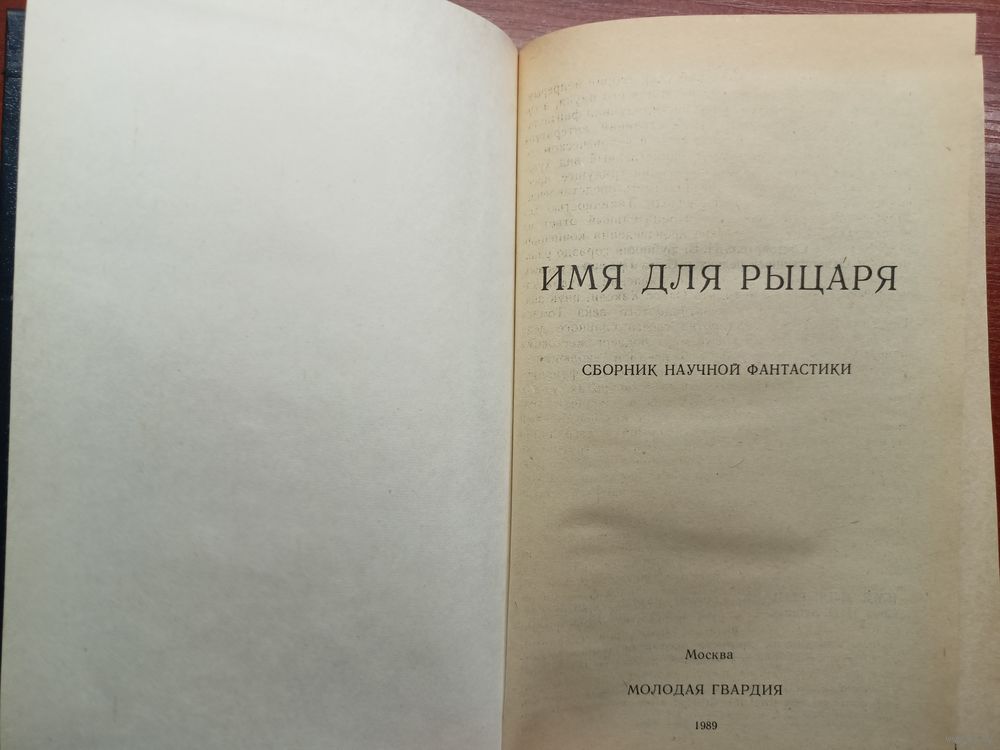 ИМЯ ДЛЯ РЫЦАРЯ
СБОРНИК НАУЧНОЙ ФАНТАСТИКИ
Москва
МОЛОДАЯ ГВАРДИЯ
1989